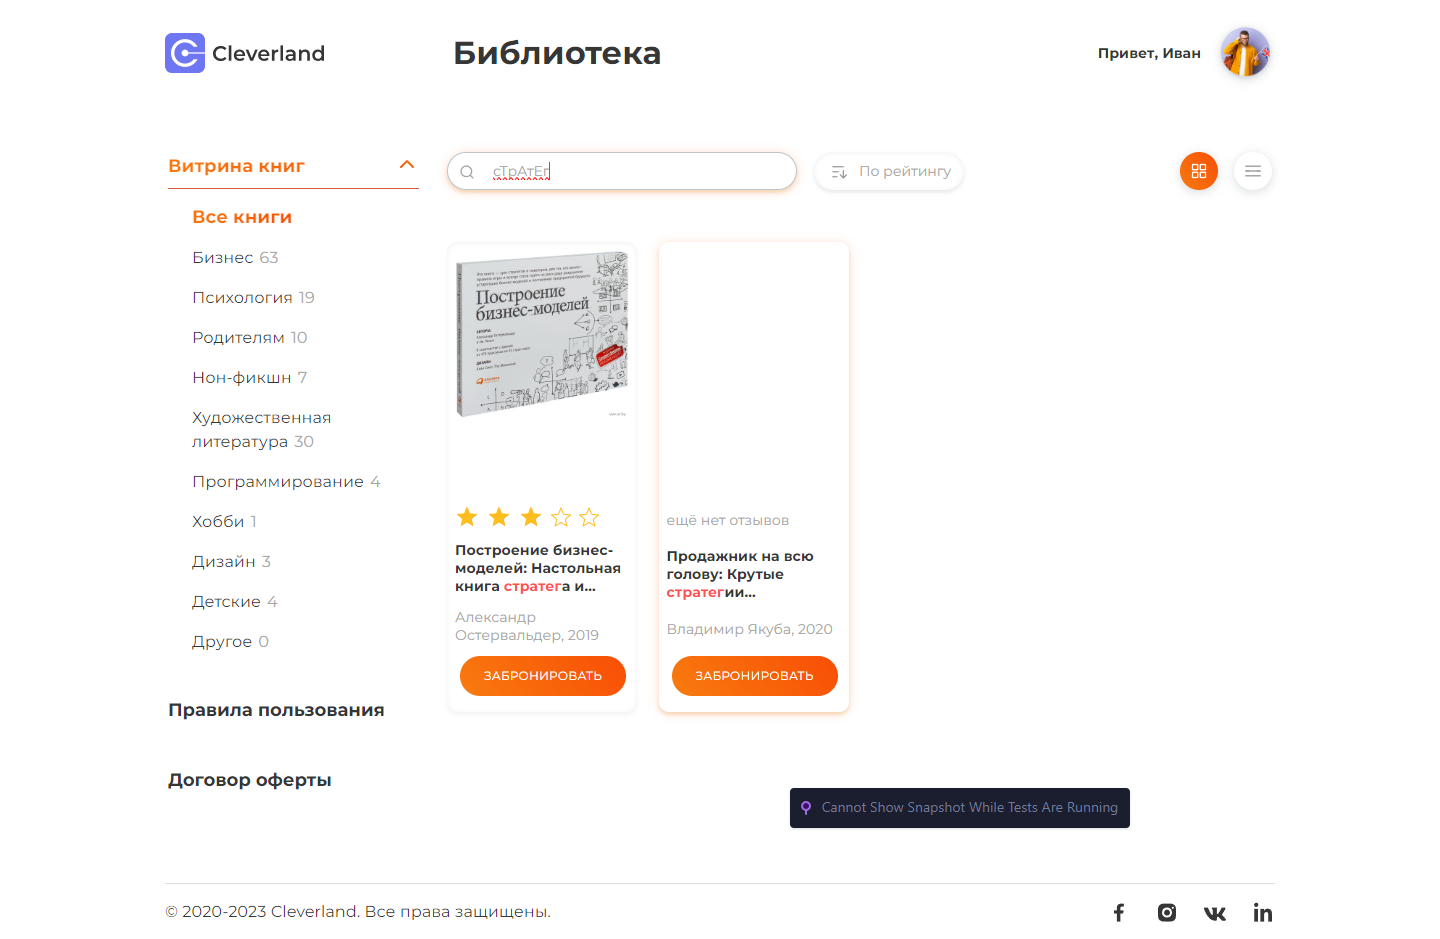 Cleverland
Библиотека
Привет, Иван
Витрина книг
сТрАтЕг
По рейтингу
Все книги
Бизнес 63
Психология 19
Родителям 10
Нон-фикшн 7
Художественная
литература 30
Программирование 4
Хобби 1
Дизайн 3
Детские 4
Другое 0
Правила пользования
Договор оферты
Построение
бизнес-моделей
Построение бизнес-
моделей: Настольная
книга стратега и...
Александр
Остервальдер, 2019
ЗАБРОНИРОВАТЬ
ещё нет отзывов
Продажник на всю
голову: Крутые
стратегии...
Владимир Якуба, 2020
ЗАБРОНИРОВАТЬ
Cannot Show Snapshot While Tests Are Running
© 2020-2023 Cleverland. Все права защищены.